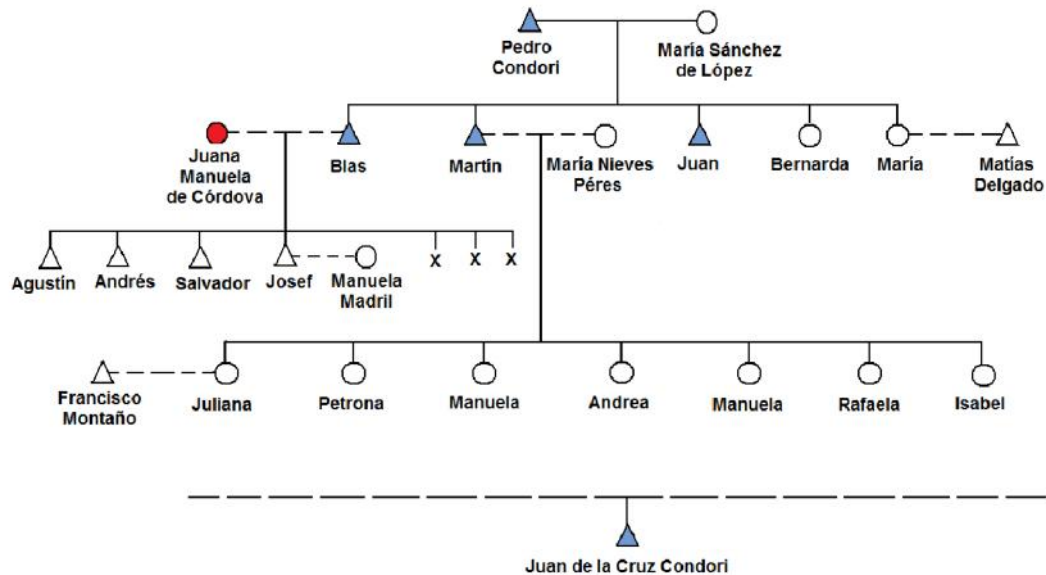 Pedro
Condori
María Sánchez
de López
Juana
Manuela
de Córdova
Blas
Martín
María Nieves
Péres
Juan
Bernarda
María
Matías
Delgado
Agustín
Andrés
Salvador
Josef
Manuela
Madril
x
x
x
Francisco
Montaño
Juliana
Petrona
Manuela
Andrea
Manuela
Rafaela
Isabel
Juan de la Cruz Condori